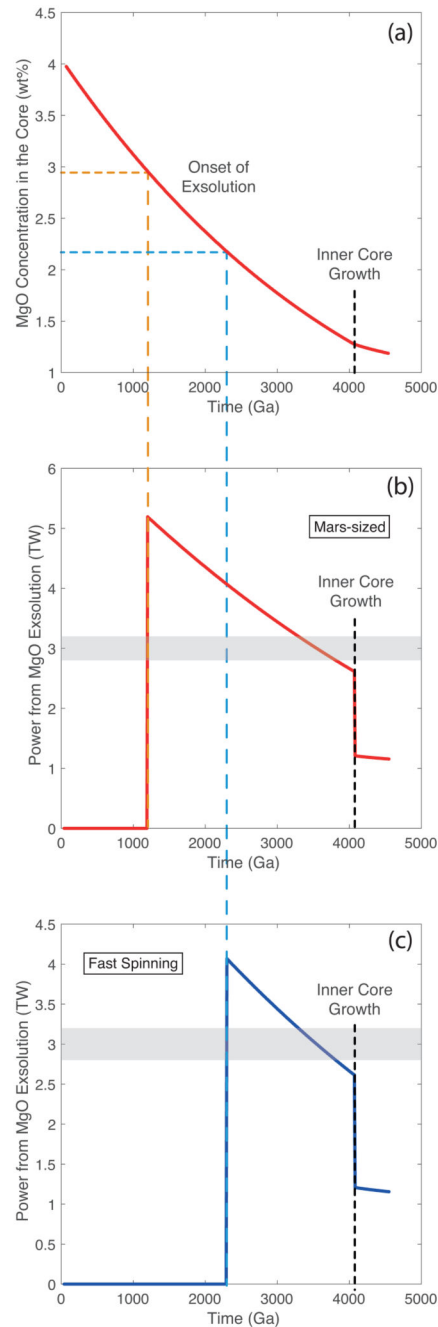 (a)
4.5
4
3.5
3
2.5
2
1.5
1
MgO Concentration in the Core (wt%)
Onset of
Exsolution
Inner Core
Growth
0 1000 2000 3000 4000 5000
Time (Ga)
(b)
6
5
4
3
2
1
0
Power from MgO Exsolution (TW)
Mars-sized
Inner Core
Growth
0 1000 2000 3000 4000 5000
Time (Ga)
(c)
4.5
4
3.5
3
2.5
2
1.5
1
0.5
0
Power from MgO Exsolution (TW)
Fast Spinning
Inner Core
Growth
0 1000 2000 3000 4000 5000
Time (Ga)